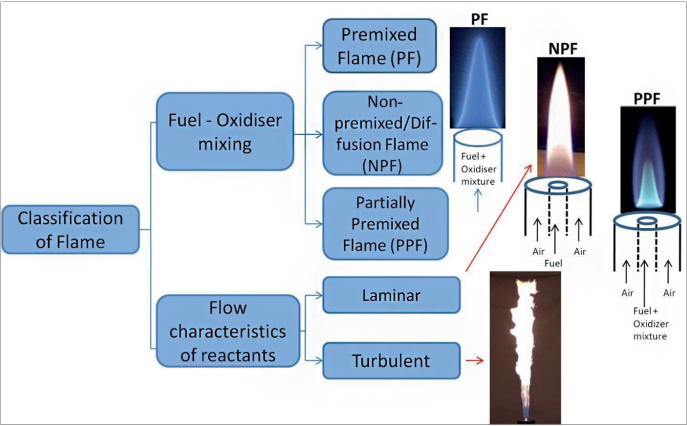 Classification
of Flame
Fuel - Oxidiser
mixing
Flow
characteristics
of reactants
Premixed
Flame (PF)
Non-
premixed/Dif-
fusion Flame
(NPF)
Partially
Premixed
Flame (PPF)
Laminar
Turbulent
PF
Fuel+
Oxidiser
mixture
NPF
Air
Air
Fuel
PPF
Air
Air
Fuel+
Oxidizer
mixture